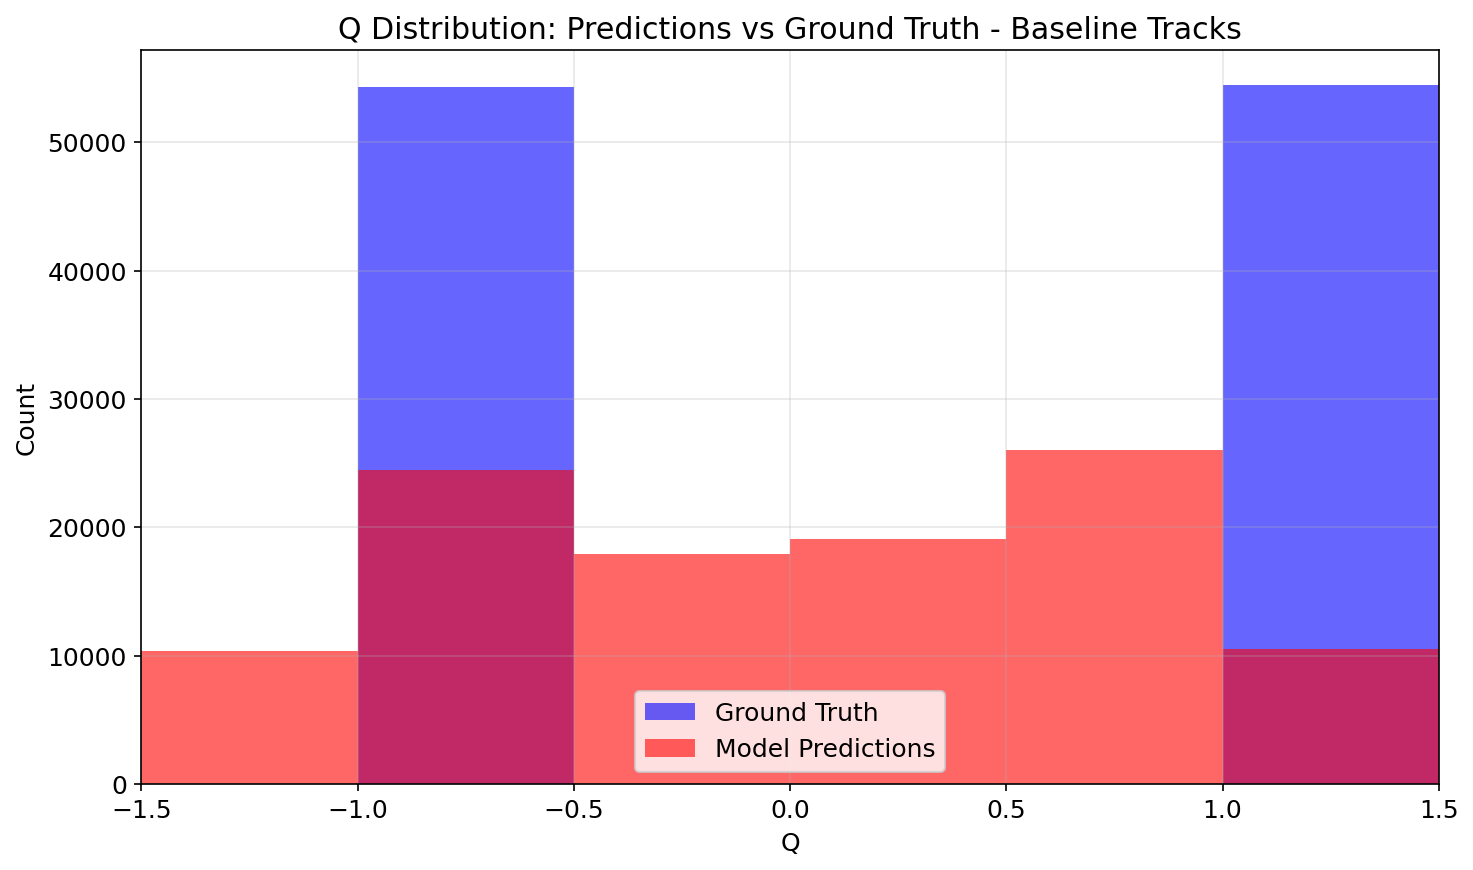 Q Distribution: Predictions vs Ground Truth - Baseline Tracks
Count
50000
40000
30000
20000
10000
0
Ground Truth
Model Predictions
−1.5 −1.0 −0.5 0.0 0.5 1.0 1.5
Q